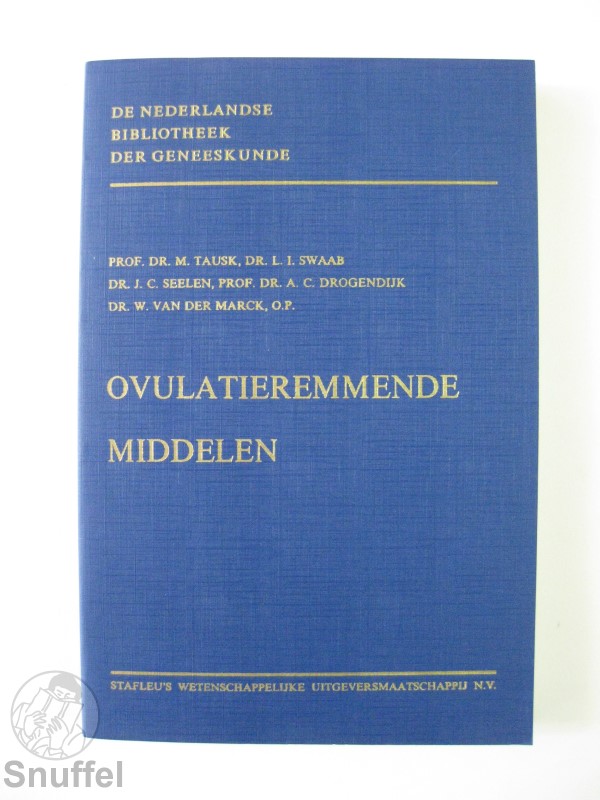 DE NEDERLANDSE
BIBLIOTHEEK
DER GENEESKUNDE
PROF. DR. M. TAUSK, DR. L. I. SWAAB
DR. J. C. SEELEN, PROF. DR. A. C. DROGENDIJK
DR. W. VAN DER MARCK, O.P.
OVULATIEREMMENDE
MIDDELEN
STAFLEU'S WETENSCHAPPELIJKE UITGEVERSMAATSCHAPPIJ N.V.
Snuffel